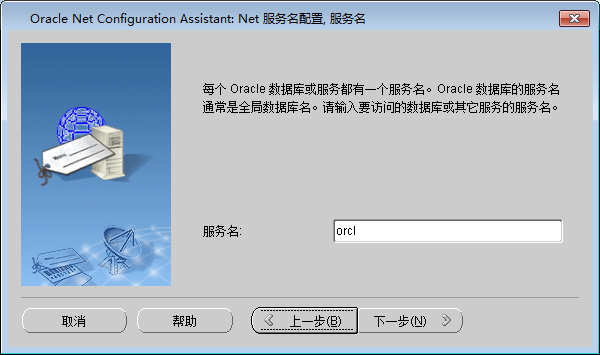 Oracle Net Configuration Assistant: Net 服务名配置, 服务名
每个 Oracle 数据库或服务都有一个服务名。Oracle 数据库的服务名
通常是全局数据库名。请输入要访问的数据库或其它服务的服务名。
服务名:
orcl
取消
帮助
上一步(B)
下一步(N)